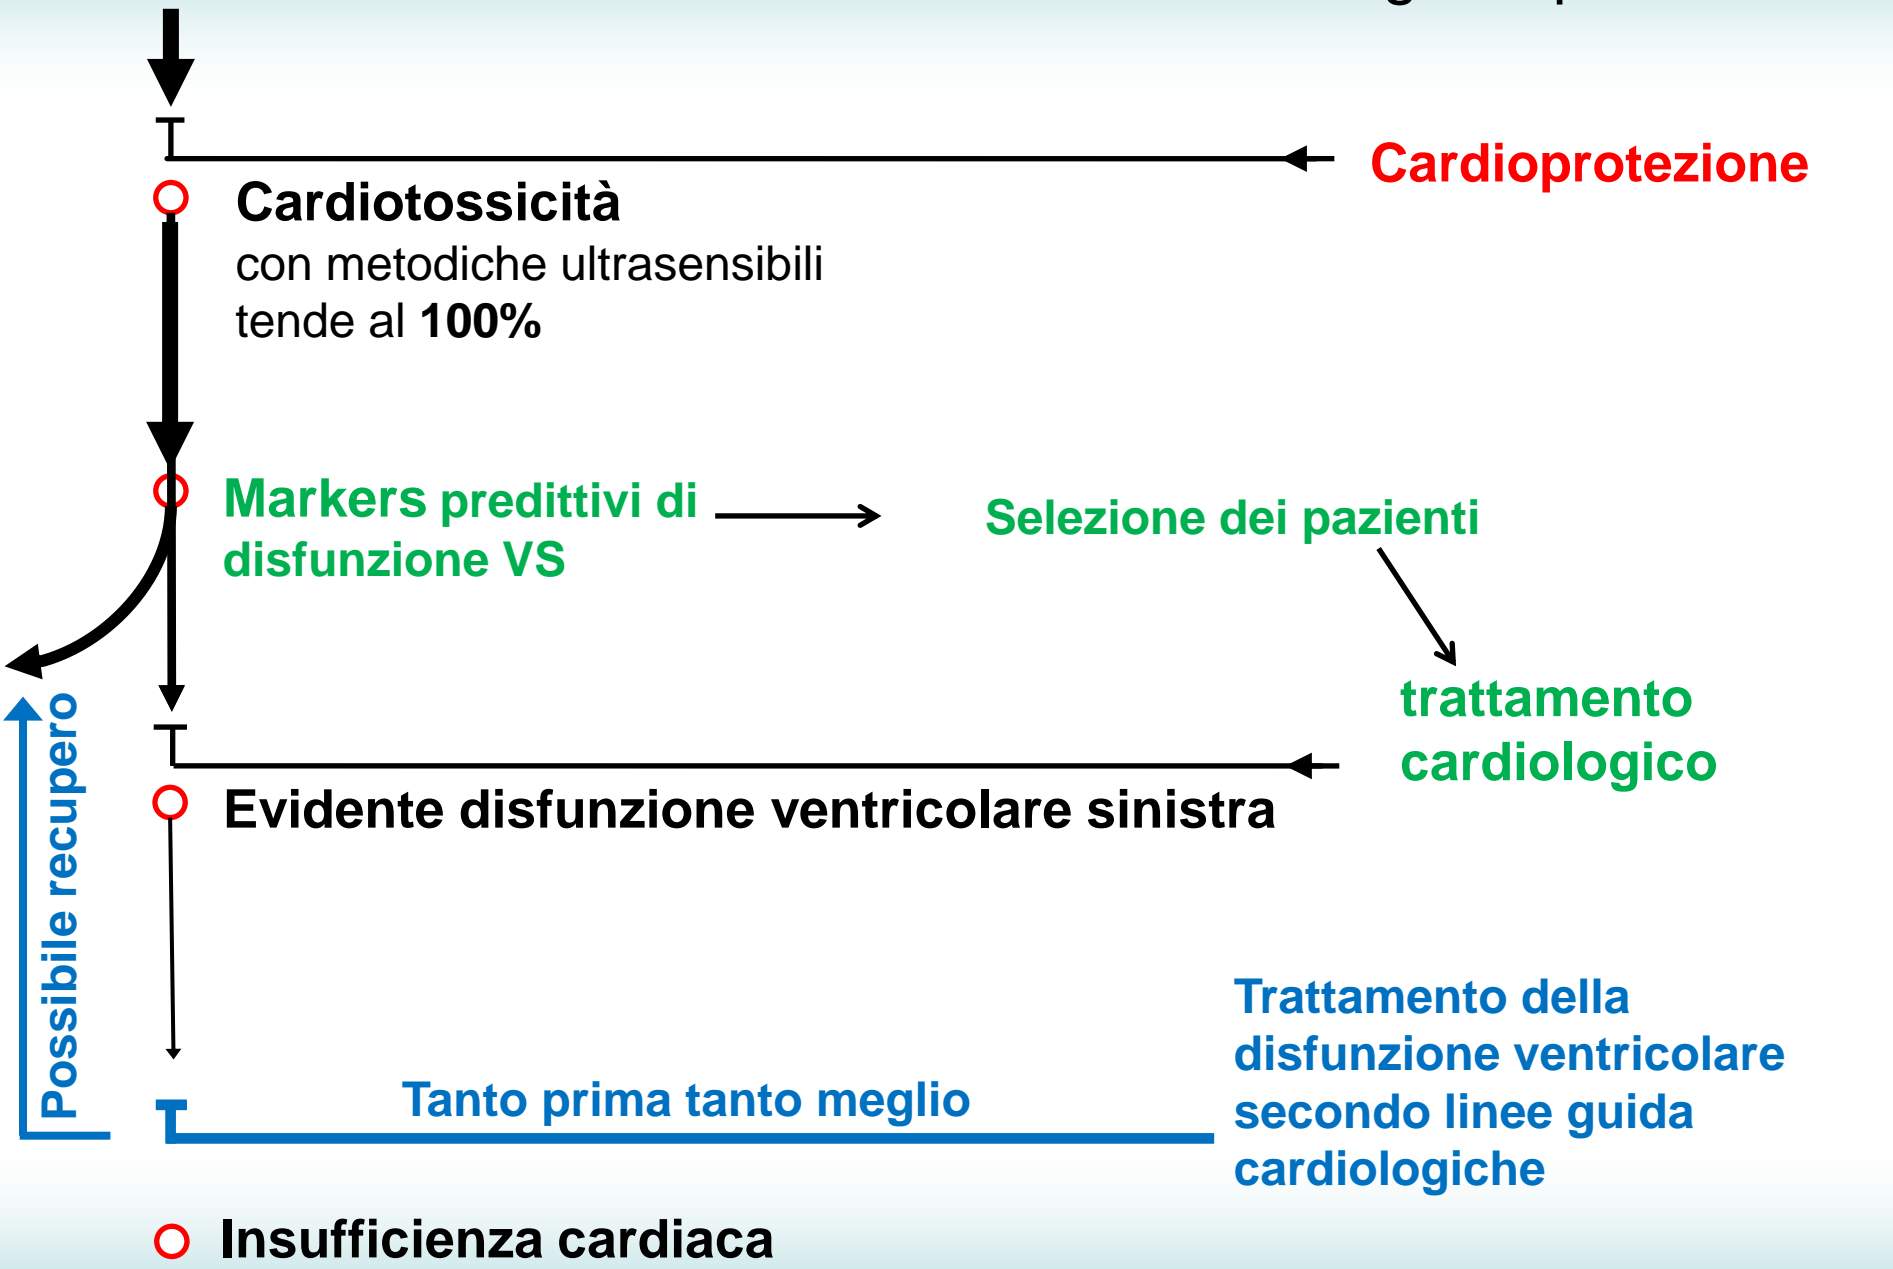 Cardioprotezione
Cardiotossicità
con metodiche ultrasensibili
tende al 100%
Markers predittivi di
disfunzione VS
Selezione dei pazienti
trattamento
cardiologico
Evidente disfunzione ventricolare sinistra
Possibile recupero
Tanto prima tanto meglio
Trattamento della
disfunzione ventricolare
secondo linee guida
cardiologiche
Insufficienza cardiaca